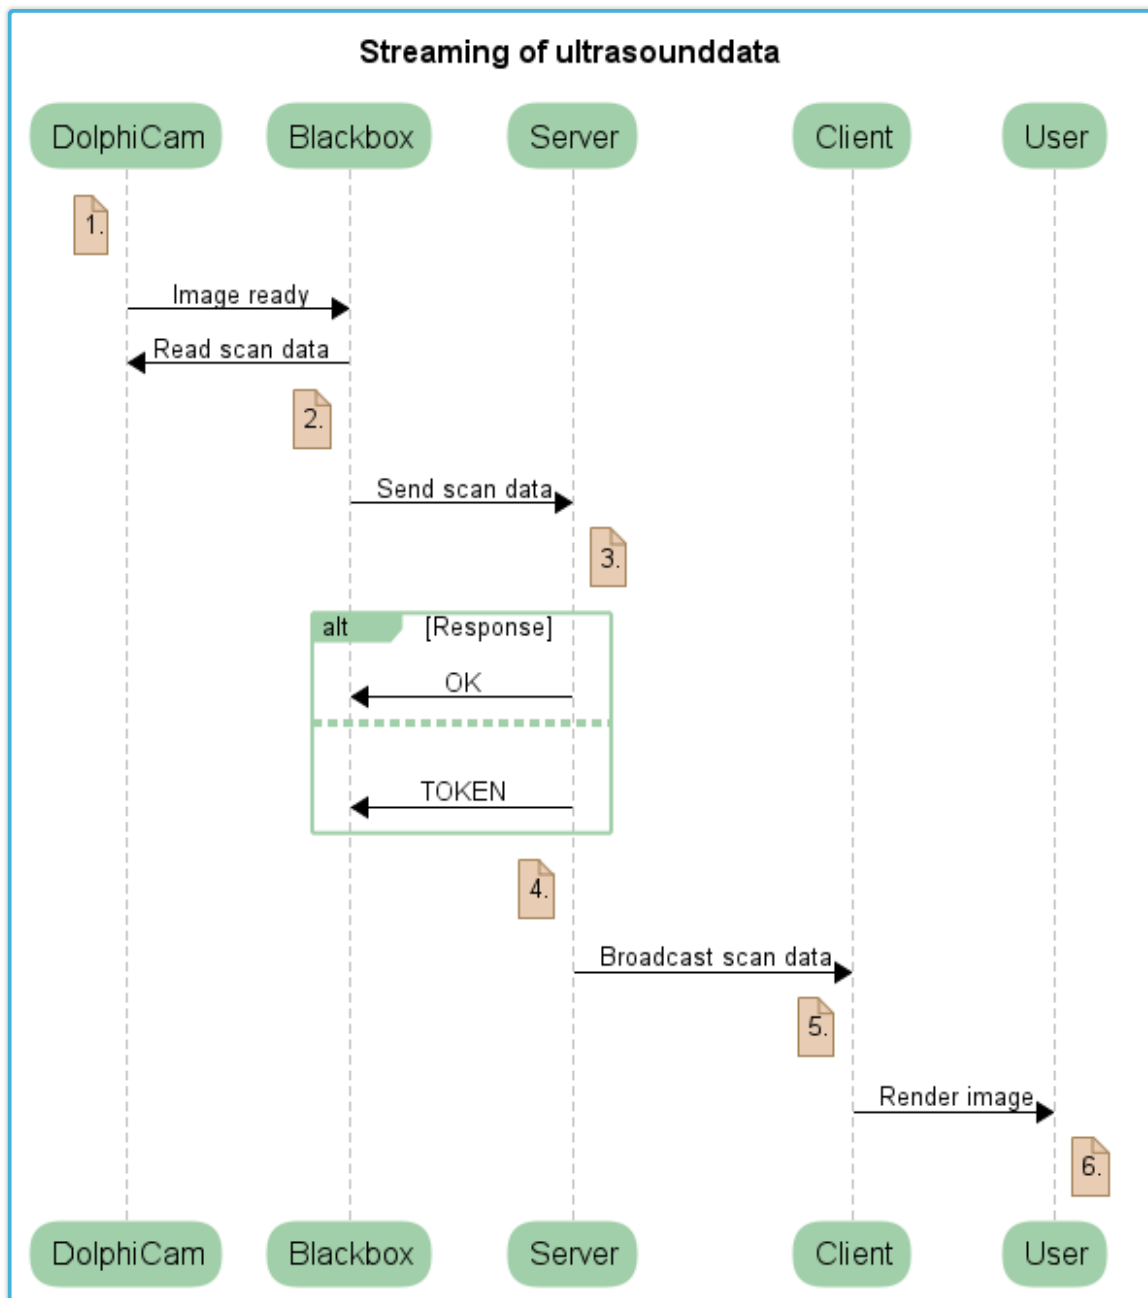 Streaming of ultrasounddata
DolphiCam Blackbox Server Client User
1.
Image ready
Read scan data
2.
Send scan data
3.
alt [Response]
OK
TOKEN
4.
Broadcast scan data
5.
Render image
6.
DolphiCam Blackbox Server Client User